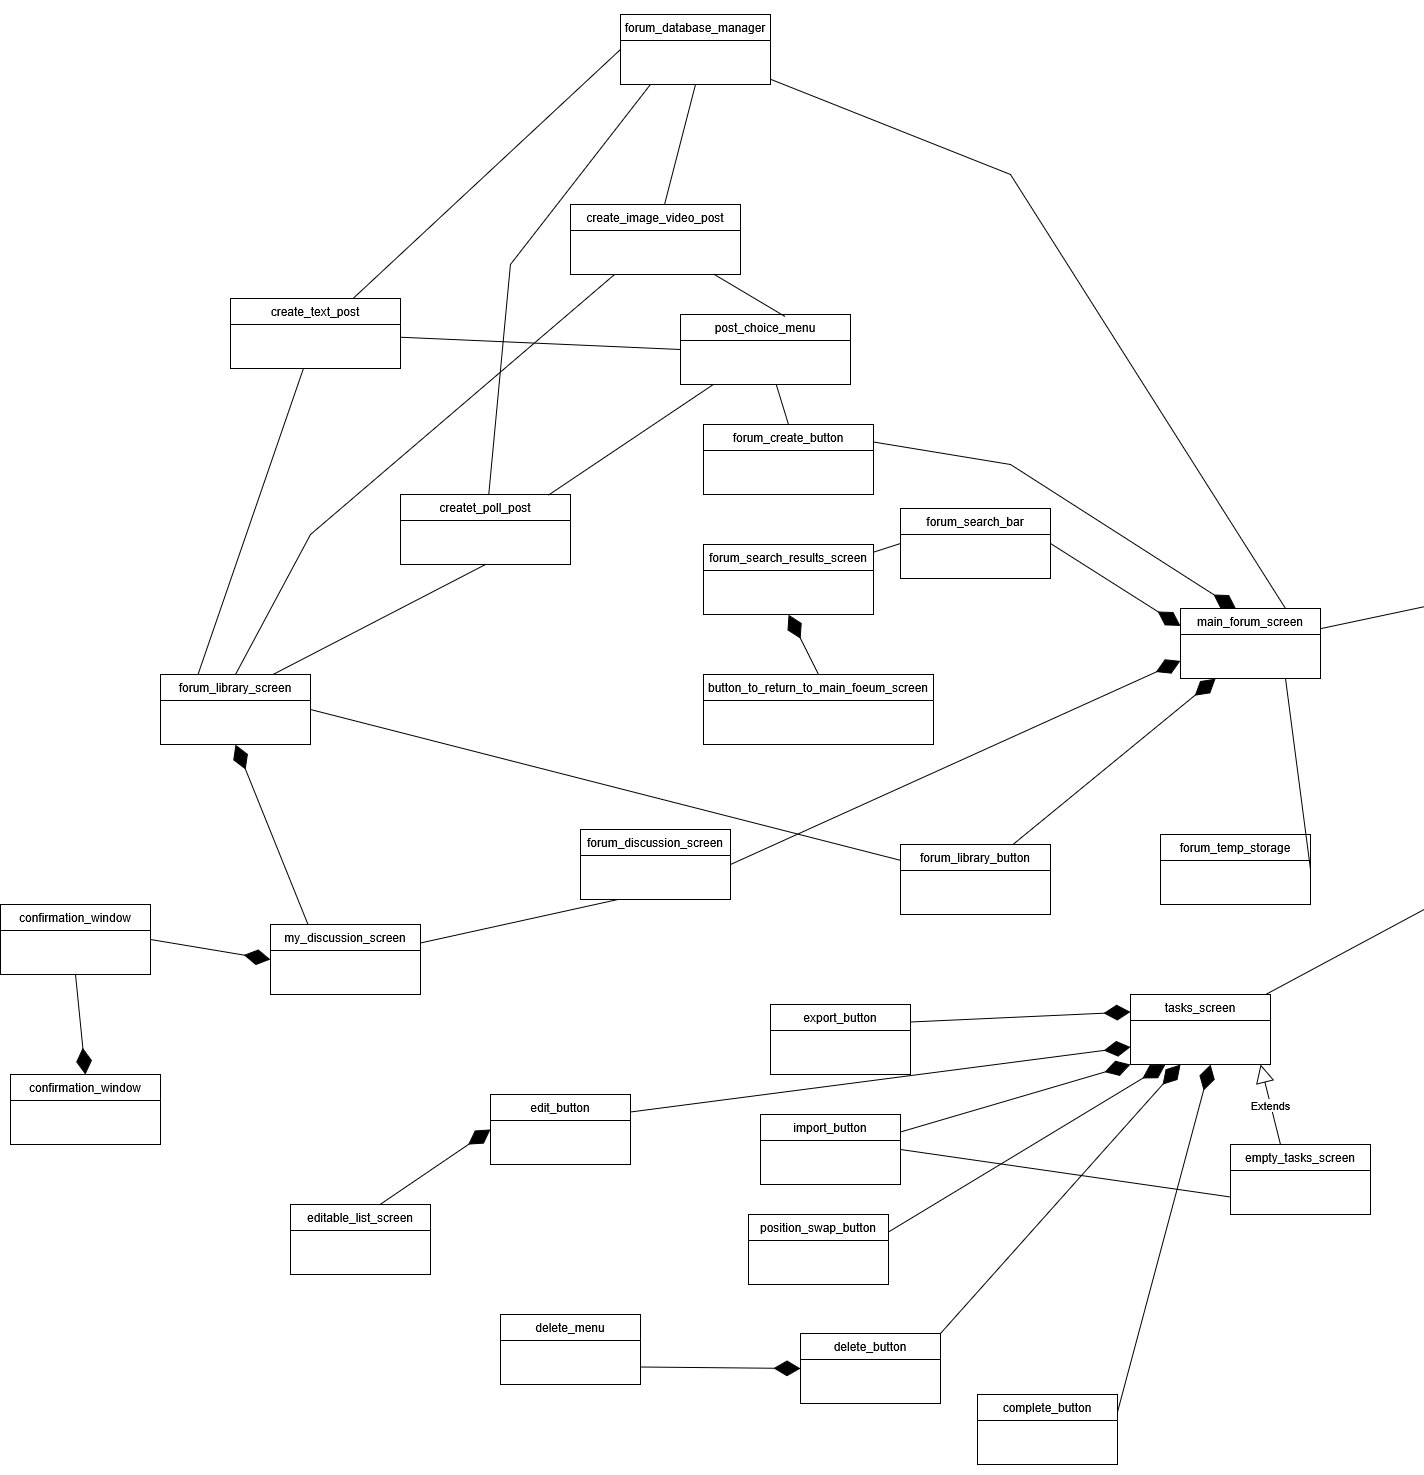 forum_database_manager
create_image_video_post
create_text_post
post_choice_menu
forum_create_button
createt_poll_post
forum_search_bar
forum_search_results_screen
main_forum_screen
forum_library_screen
button_to_return_to_main_foeum_screen
forum_discussion_screen
forum_library_button
forum_temp_storage
confirmation_window
my_discussion_screen
export_button
tasks_screen
confirmation_window
edit_button
Extends
import_button
empty_tasks_screen
editable_list_screen
position_swap_button
delete_menu
delete_button
complete_button